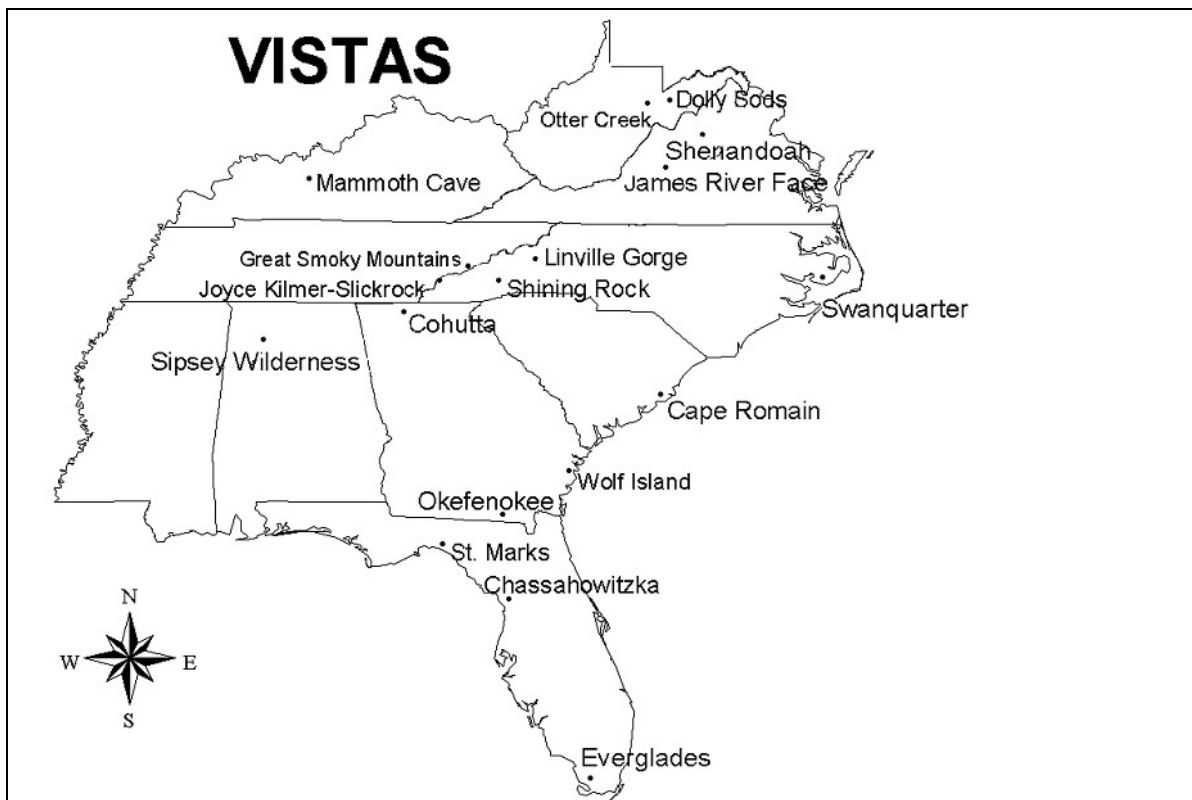 VISTAS
Dolly Sods
Otter Creek
Shenandoah
James River Face
Mammoth Cave
Great Smoky Mountains
Linville Gorge
Joyce Kilmer-Slickrock
Shining Rock
Swanquarter
Cohutta
Sipsey Wilderness
Cape Romain
Wolf Island
Okefenokee
St. Marks
Chassahowitzka
N
W
E
S
Everglades